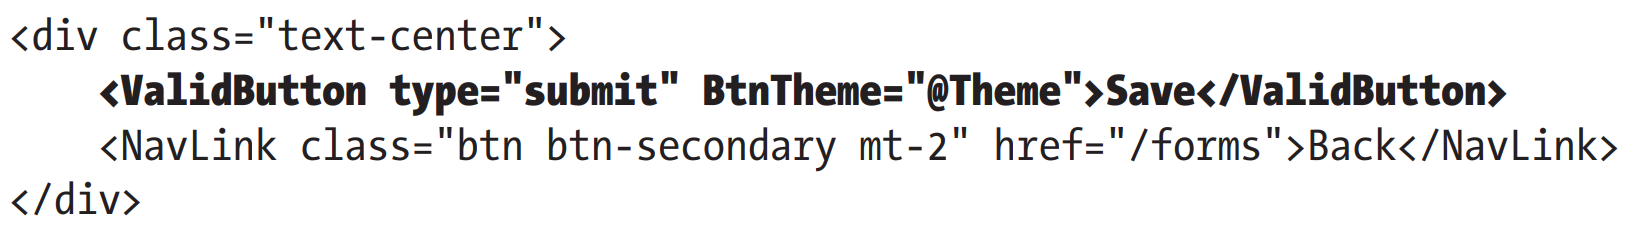 <div class="text-center">
    <ValidButton type="submit" BtnTheme="@Theme">Save</ValidButton>
    <NavLink class="btn btn-secondary mt-2" href="/forms">Back</NavLink>
</div>